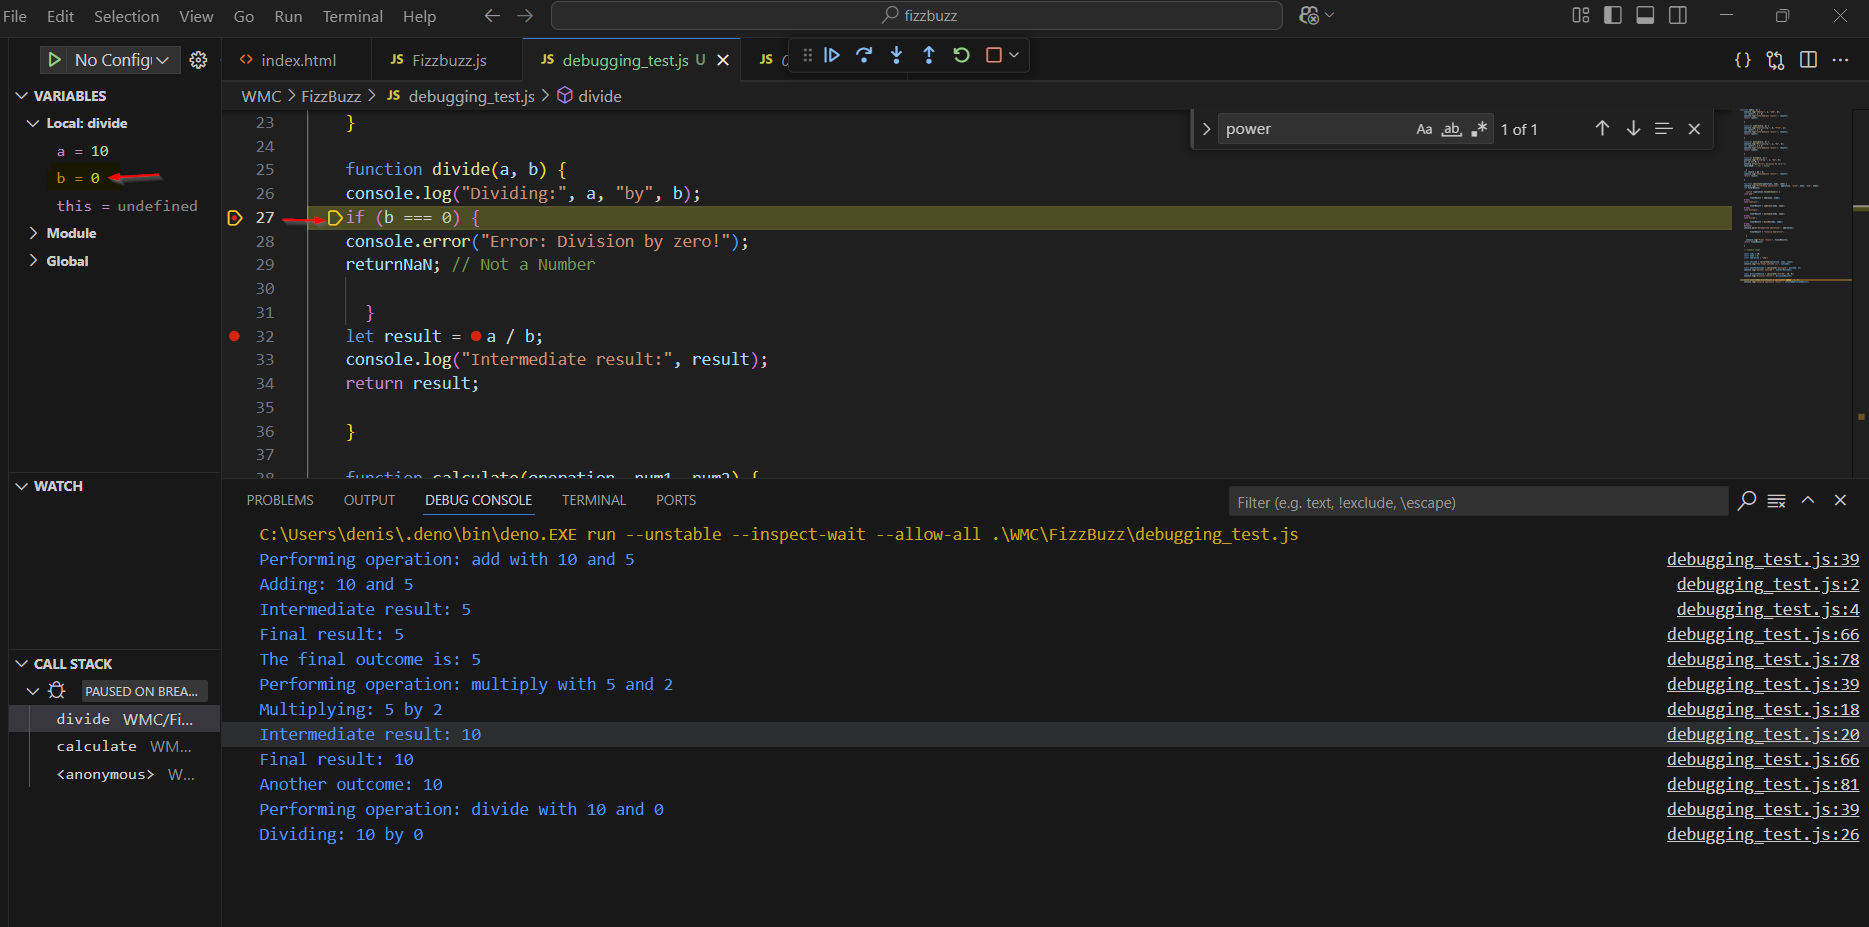 File Edit Selection View Go Run Terminal Help
fizzbuzz
No Config
index.html
JS Fizzbuzz.js
JS debugging_test.js U
JS
WMC > FizzBuzz > JS debugging_test.js > divide
power
Aa ab .*
1 of 1
VARIABLES
Local: divide
a = 10
b = 0
this = undefined
Module
Global
WATCH
CALL STACK
PAUSED ON BREA...
divide WMC/Fi...
calculate WM...
<anonymous> W...
23 }
24
25 function divide(a, b) {
26 console.log("Dividing:", a, "by", b);
27 if (b === 0) {
28 console.error("Error: Division by zero!");
29 returnNaN; // Not a Number
30
31 }
32 let result = a / b;
33 console.log("Intermediate result:", result);
34 return result;
35
36 }
37
38 function calculate(operation, num1, num2) {
PROBLEMS OUTPUT DEBUG CONSOLE TERMINAL PORTS
Filter (e.g. text, !exclude, \escape)
C:\Users\denis\.deno\bin\deno.EXE run --unstable --inspect-wait --allow-all .\WMC\FizzBuzz\debugging_test.js
Performing operation: add with 10 and 5 debugging_test.js:39
Adding: 10 and 5 debugging_test.js:2
Intermediate result: 5 debugging_test.js:4
Final result: 5 debugging_test.js:66
The final outcome is: 5 debugging_test.js:78
Performing operation: multiply with 5 and 2 debugging_test.js:39
Multiplying: 5 by 2 debugging_test.js:18
Intermediate result: 10 debugging_test.js:20
Final result: 10 debugging_test.js:66
Another outcome: 10 debugging_test.js:81
Performing operation: divide with 10 and 0 debugging_test.js:39
Dividing: 10 by 0 debugging_test.js:26